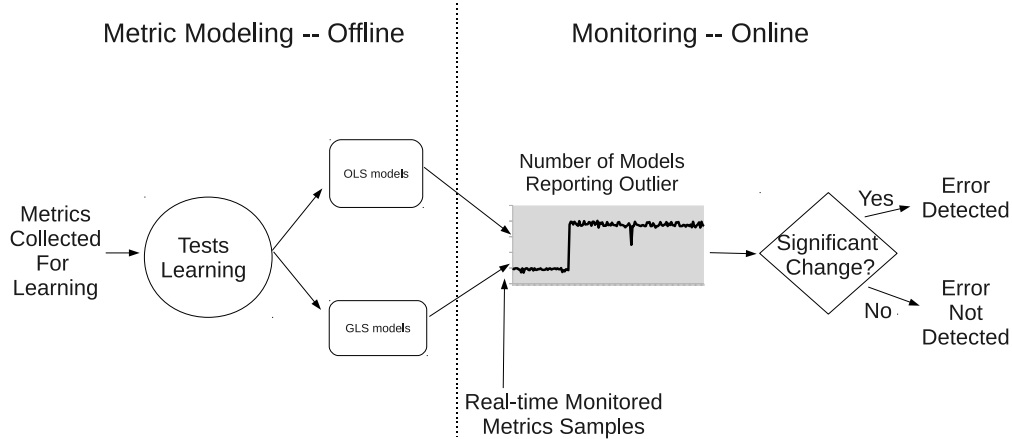 Metric Modeling -- Offline
Monitoring -- Online
Metrics
Collected
For
Learning
Tests
Learning
OLS models
GLS models
Number of Models
Reporting Outlier
Real-time Monitored
Metrics Samples
Significant
Change?
Yes
Error
Detected
No
Error
Not
Detected